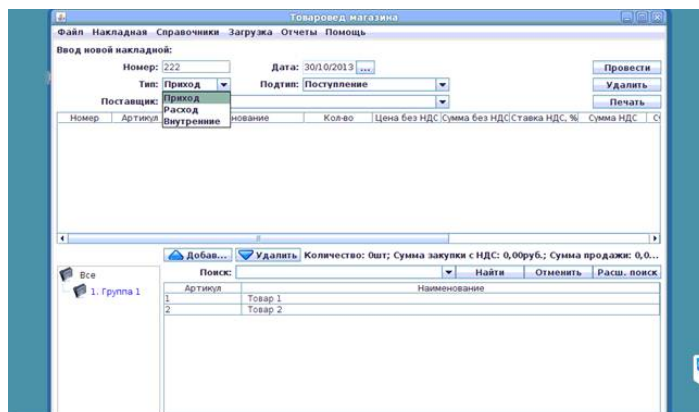 Товаровед магазина
Файл Накладная Справочники Загрузка Отчеты Помощь
Ввод новой накладной:
Номер: 222 Дата: 30/10/2013 ... Провести
Тип: Приход Подтип: Поступление Удалить
Поставщик: Печать
Приход
Расход
Внутренние
Номер Артикул нование Кол-во Цена без НДС Сумма без НДС Ставка НДС, % Сумма НДС
Добав... Удалить Количество: 0шт; Сумма закупки с НДС: 0,00руб.; Сумма продажи: 0,0...
Все
1. Группа 1
Поиск: Найти Отменить Расш. поиск
Артикул Наименование
1 Товар 1
2 Товар 2